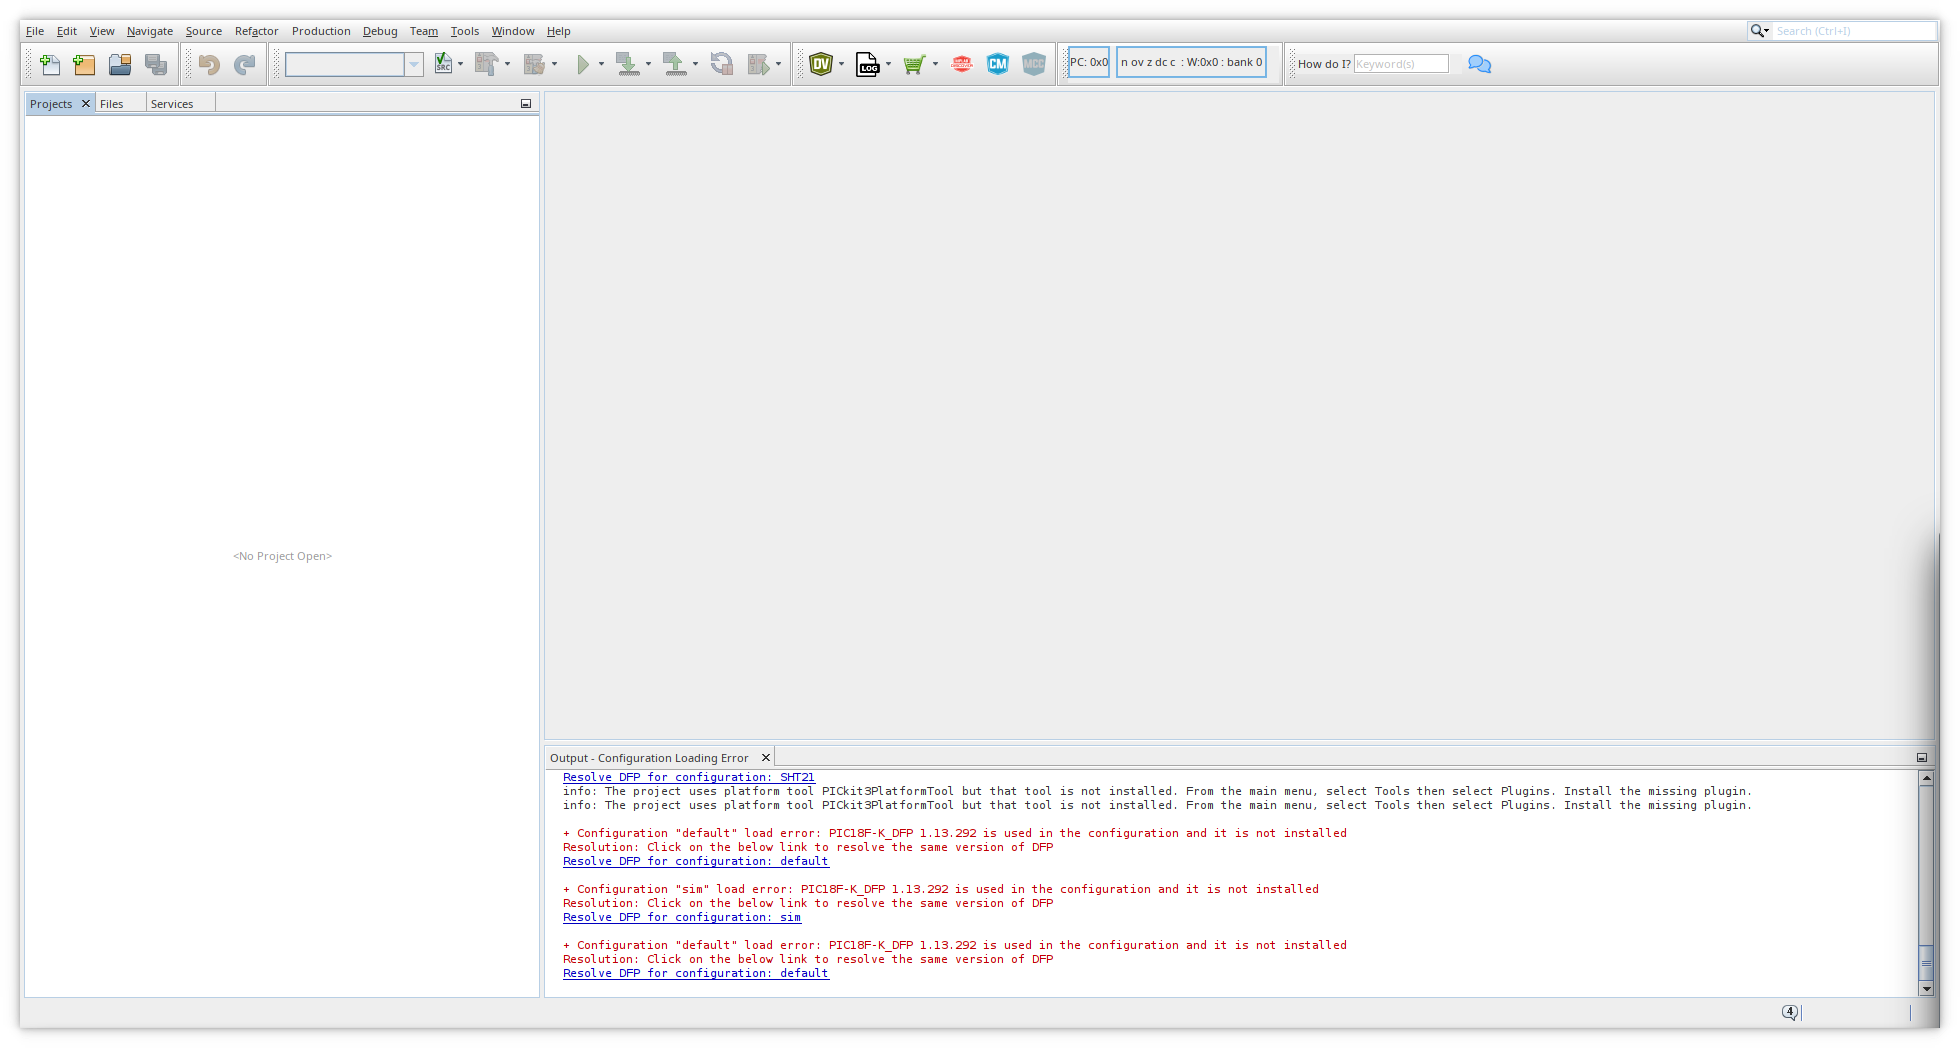 File Edit View Navigate Source Refactor Production Debug Team Tools Window Help
Search (Ctrl+I)
SRC
DV
LOG
CM
MCC
PC: 0x0
n ov z dc c : W:0x0 : bank 0
How do I?
Keyword(s)
Projects Files Services
<No Project Open>
Output - Configuration Loading Error
Resolve DFP for configuration: SHT21
info: The project uses platform tool PICkit3PlatformTool but that tool is not installed. From the main menu, select Tools then select Plugins. Install the missing plugin.
info: The project uses platform tool PICkit3PlatformTool but that tool is not installed. From the main menu, select Tools then select Plugins. Install the missing plugin.
+ Configuration "default" load error: PIC18F-K_DFP 1.13.292 is used in the configuration and it is not installed
Resolution: Click on the below link to resolve the same version of DFP
Resolve DFP for configuration: default
+ Configuration "sim" load error: PIC18F-K_DFP 1.13.292 is used in the configuration and it is not installed
Resolution: Click on the below link to resolve the same version of DFP
Resolve DFP for configuration: sim
+ Configuration "default" load error: PIC18F-K_DFP 1.13.292 is used in the configuration and it is not installed
Resolution: Click on the below link to resolve the same version of DFP
Resolve DFP for configuration: default
4